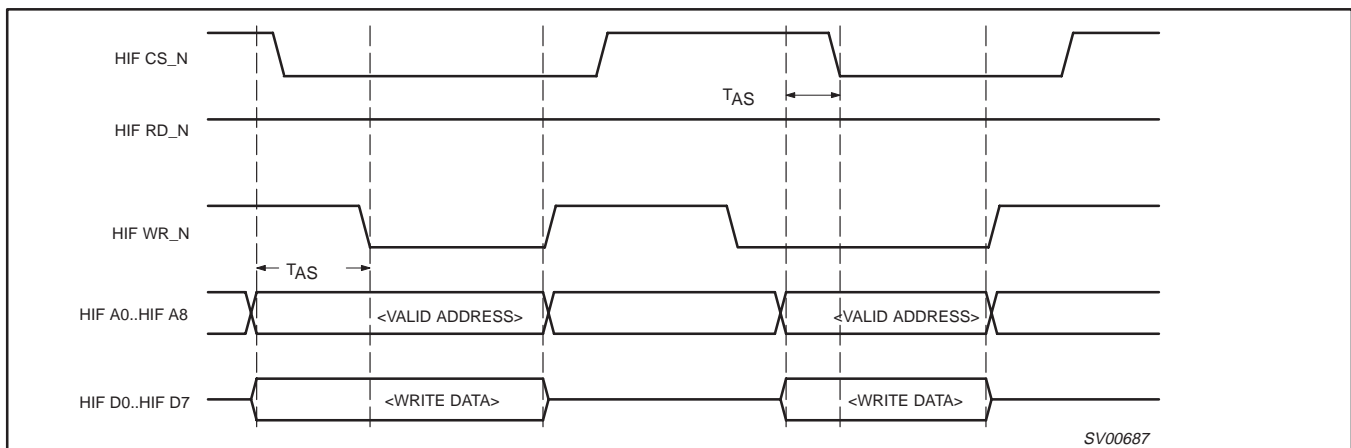 HIF CS_N
TAS
HIF RD_N
HIF WR_N
TAS
HIF A0..HIF A8
<VALID ADDRESS>
<VALID ADDRESS>
HIF D0..HIF D7
<WRITE DATA>
<WRITE DATA>
SV00687